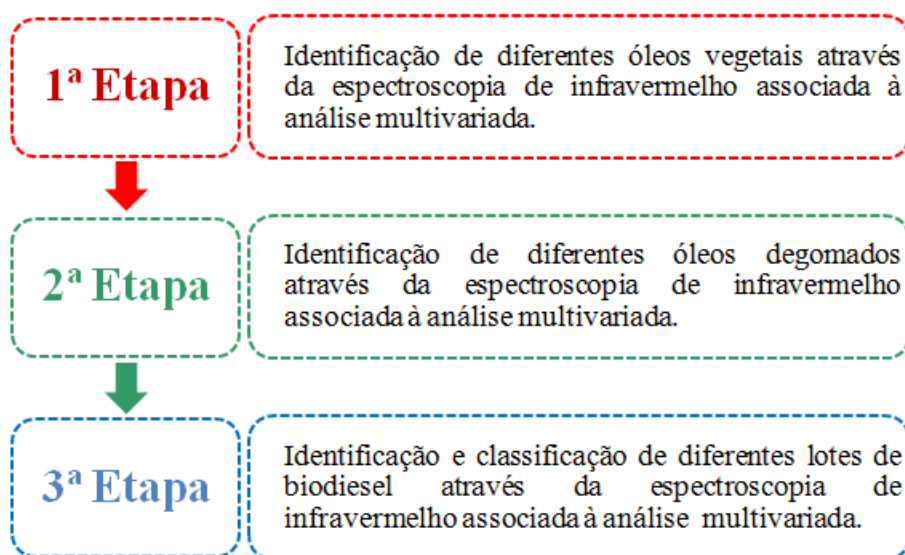 1ª Etapa
Identificação de diferentes óleos vegetais através
da espectroscopia de infravermelho associada à
análise multivariada.
2ª Etapa
Identificação de diferentes óleos degomados
através da espectroscopia de infravermelho
associada à análise multivariada.
3ª Etapa
Identificação e classificação de diferentes lotes de
biodiesel através da espectroscopia de
infravermelho associada à análise multivariada.